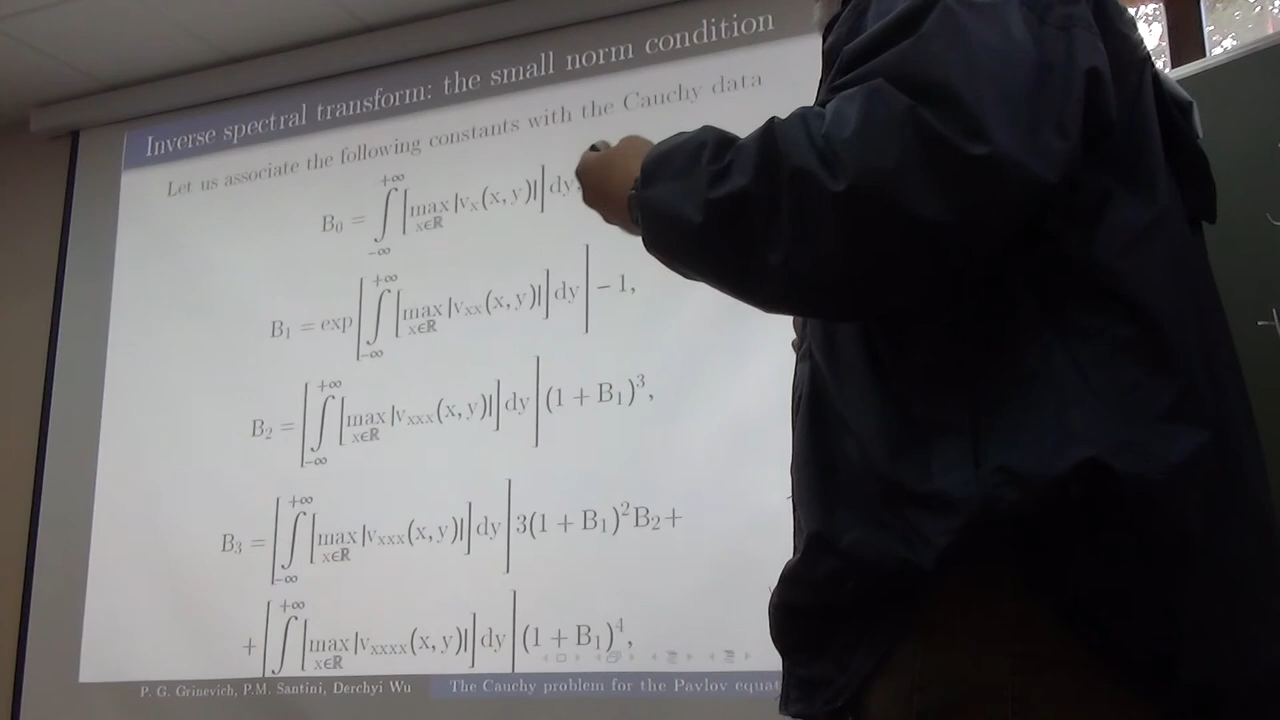 Inverse spectral transform: the small norm condition
Let us associate the following constants with the Cauchy data
B₀ = ∫_{−∞}^{+∞} [max_{x∈ℝ} |v_x(x, y)|] dy,
B₁ = exp [∫_{−∞}^{+∞} [max_{x∈ℝ} |v_{xx}(x, y)|] dy] − 1,
B₂ = [∫_{−∞}^{+∞} [max_{x∈ℝ} |v_{xxx}(x, y)|] dy] (1 + B₁)³,
B₃ = [∫_{−∞}^{+∞} [max_{x∈ℝ} |v_{xxx}(x, y)|] dy] 3(1 + B₁)²B₂+
+ [∫_{−∞}^{+∞} [max_{x∈ℝ} |v_{xxxx}(x, y)|] dy] (1 + B₁)⁴,
P. G. Grinevich, P.M. Santini, Derchyi Wu The Cauchy problem for the Pavlov equat